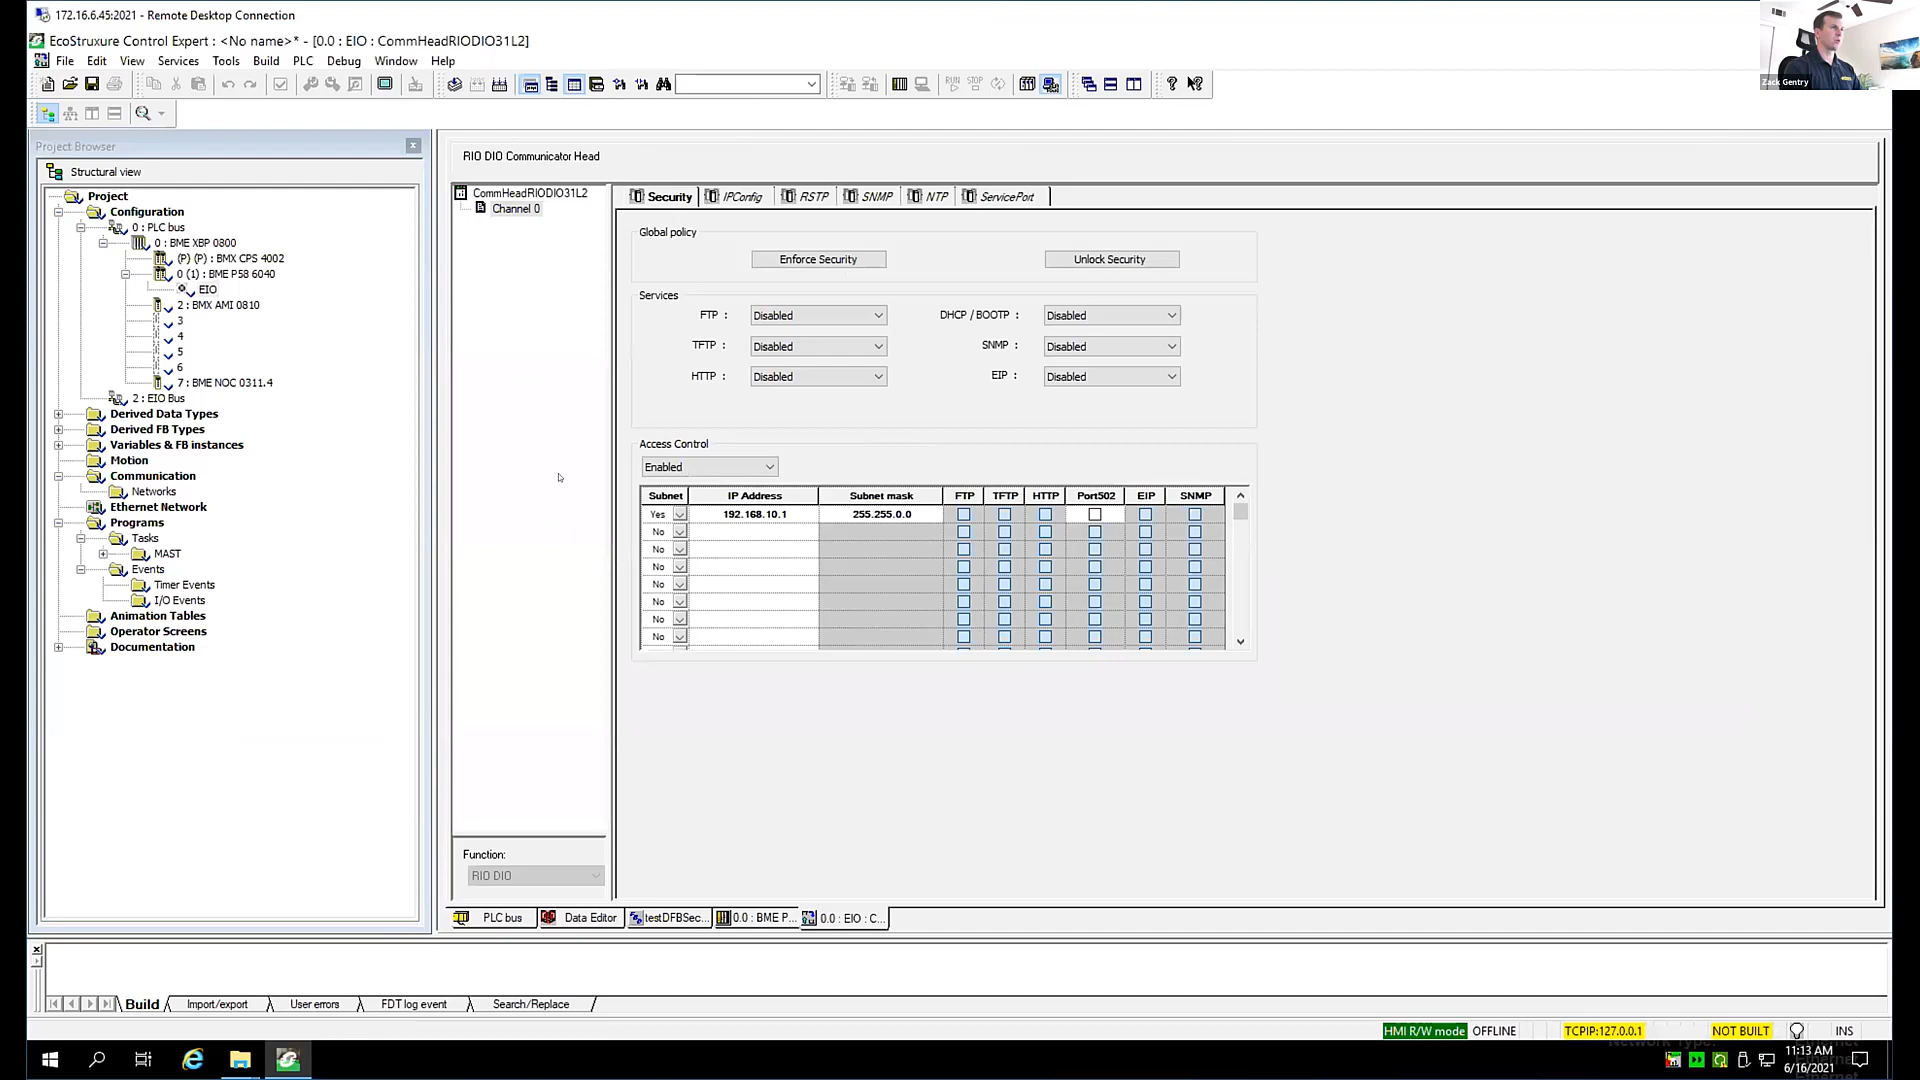 172.16.6.45:2021 - Remote Desktop Connection
Zack Gentry
EcoStruxure Control Expert : <No name>* - [0.0 : EIO : CommHeadRIODIO31L2]
File Edit View Services Tools Build PLC Debug Window Help
RUN STOP
Project Browser
Structural view
Project
Configuration
0 : PLC bus
0 : BME XBP 0800
(P) (P) : BMX CPS 4002
0 (1) : BME P58 6040
EIO
2 : BMX AMI 0810
3
4
5
6
7 : BME NOC 0311.4
2 : EIO Bus
Derived Data Types
Derived FB Types
Variables & FB instances
Motion
Communication
Networks
Ethernet Network
Programs
Tasks
MAST
Events
Timer Events
I/O Events
Animation Tables
Operator Screens
Documentation
RIO DIO Communicator Head
CommHeadRIODIO31L2
Channel 0
Function:
RIO DIO
Security IPConfig RSTP SNMP NTP ServicePort
Global policy
Enforce Security Unlock Security
Services
FTP : Disabled DHCP / BOOTP : Disabled
TFTP : Disabled SNMP : Disabled
HTTP : Disabled EIP : Disabled
Access Control
Enabled
Subnet IP Address Subnet mask FTP TFTP HTTP Port502 EIP SNMP
Yes 192.168.10.1 255.255.0.0
No
No
No
No
No
No
No
PLC bus Data Editor testDFBSec... 0.0 : BME P... 0.0 : EIO : C...
Build Import/export User errors FDT log event Search/Replace
HMI R/W mode OFFLINE TCPIP:127.0.0.1 NOT BUILT INS
11:13 AM
6/16/2021